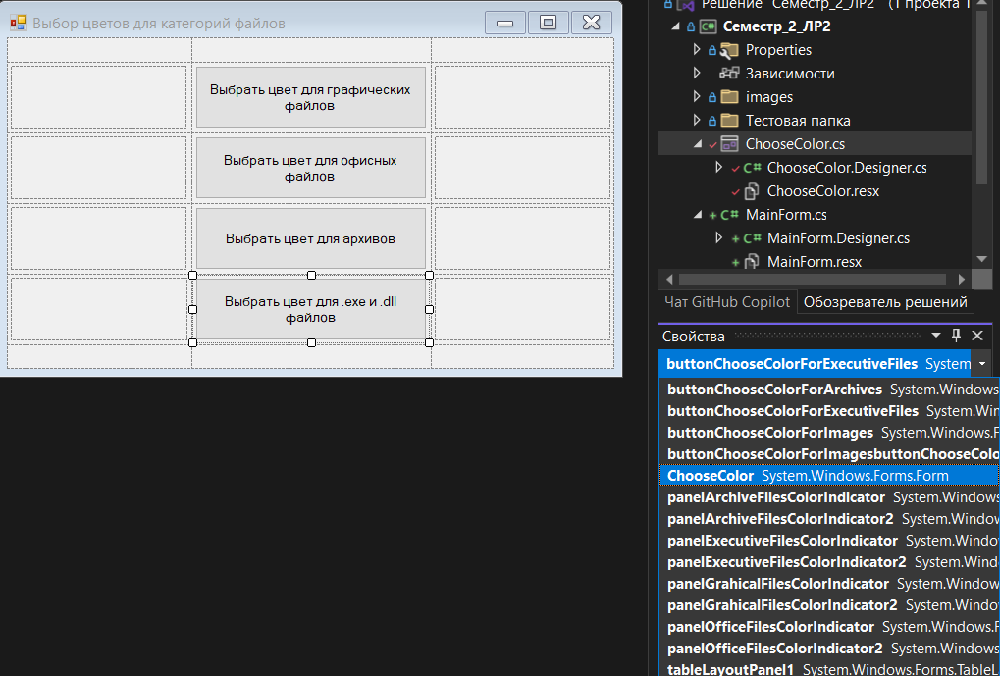 Выбор цветов для категорий файлов
Выбрать цвет для графических
файлов
Выбрать цвет для офисных
файлов
Выбрать цвет для архивов
Выбрать цвет для .exe и .dll
файлов
Решение "Семестр_2_ЛР2" (1 проекта 1
C# Семестр_2_ЛР2
Properties
Зависимости
images
Тестовая папка
ChooseColor.cs
C# ChooseColor.Designer.cs
ChooseColor.resx
C# MainForm.cs
C# MainForm.Designer.cs
MainForm.resx
Чат GitHub Copilot Обозреватель решений
Свойства
buttonChooseColorForExecutiveFiles System
buttonChooseColorForArchives System.Windows
buttonChooseColorForExecutiveFiles System.Win
buttonChooseColorForImages System.Windows.F
buttonChooseColorForImagesbuttonChooseColo
ChooseColor System.Windows.Forms.Form
panelArchiveFilesColorIndicator System.Window
panelArchiveFilesColorIndicator2 System.Windo
panelExecutiveFilesColorIndicator System.Windo
panelExecutiveFilesColorIndicator2 System.Wind
panelGrahicalFilesColorIndicator System.Window
panelGrahicalFilesColorIndicator2 System.Windo
panelOfficeFilesColorIndicator System.Windows.F
panelOfficeFilesColorIndicator2 System.Windows
tableLayoutPanel1 System.Windows.Forms.TableL